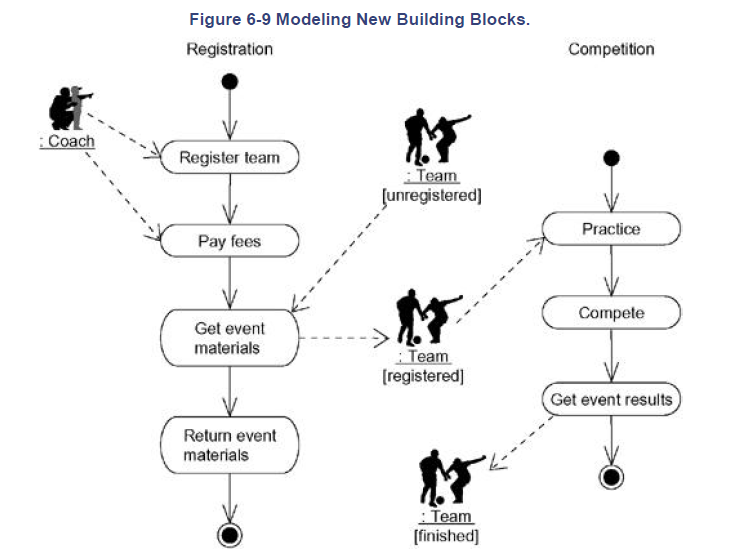 Figure 6-9 Modeling New Building Blocks.
Registration
Competition
: Coach
Register team
: Team
[unregistered]
Pay fees
Practice
Get event
materials
Compete
: Team
[registered]
Get event results
Return event
materials
: Team
[finished]